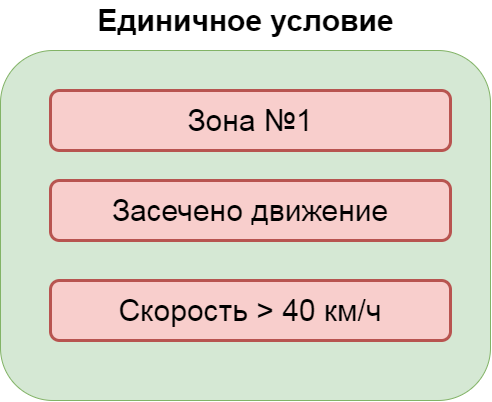 Единичное условие
Зона №1
Засечено движение
Скорость > 40 км/ч